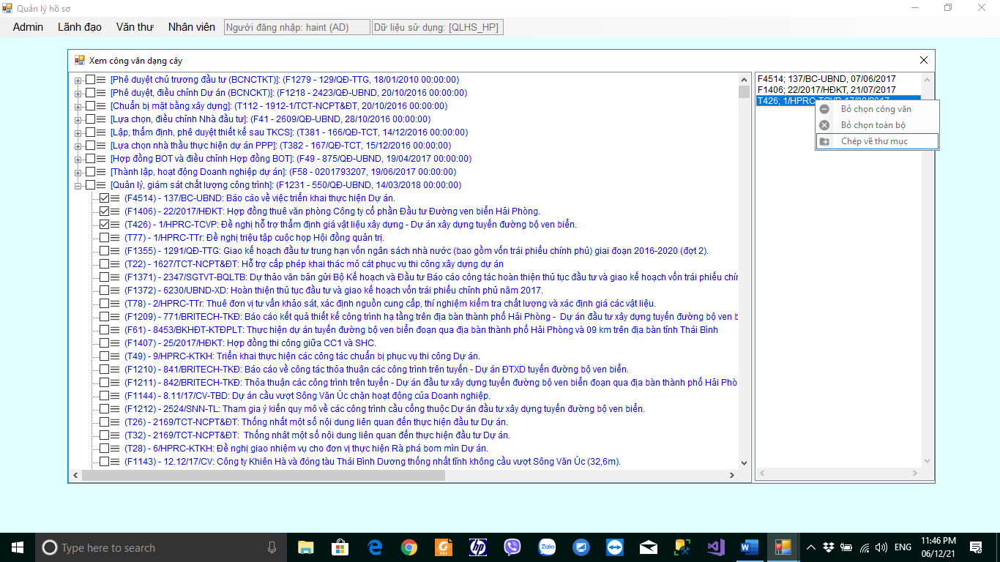 Quản lý hồ sơ
Admin Lãnh đạo Văn thư Nhân viên Người đăng nhập: haint (AD) Dữ liệu sử dụng: [QLHS_HP]
Xem công văn dạng cây
[Phê duyệt chủ trương đầu tư (BCNCTKT)]: (F1279 - 129/QĐ-TTG, 18/01/2010 00:00:00)
[Phê duyệt, điều chỉnh Dự án (BCNCKT)]: (F1218 - 2423/QĐ-UBND, 20/10/2016 00:00:00)
[Chuẩn bị mặt bằng xây dựng]: (T112 - 1912-1/TCT-NCPT&ĐT, 20/10/2016 00:00:00)
[Lựa chọn, điều chỉnh Nhà đầu tư]: (F41 - 2609/QĐ-UBND, 28/10/2016 00:00:00)
[Lập, thẩm định, phê duyệt thiết kế sau TKCS]: (T381 - 166/QĐ-TCT, 14/12/2016 00:00:00)
[Lựa chọn nhà thầu thực hiện dự án PPP]: (T382 - 167/QĐ-TCT, 15/12/2016 00:00:00)
[Hợp đồng BOT và điều chỉnh Hợp đồng BOT]: (F49 - 875/QĐ-UBND, 19/04/2017 00:00:00)
[Thành lập, hoạt động Doanh nghiệp dự án]: (F58 - 0201793207, 19/06/2017 00:00:00)
[Quản lý, giám sát chất lượng công trình]: (F1231 - 550/QĐ-UBND, 14/03/2018 00:00:00)
(F4514) - 137/BC-UBND: Báo cáo về việc triển khai thực hiện Dự án.
(F1406) - 22/2017/HĐKT: Hợp đồng thuê văn phòng Công ty cổ phần Đầu tư Đường ven biển Hải Phòng.
(T426) - 1/HPRC-TCVP: Đề nghị hỗ trợ thẩm định giá vật liệu xây dựng - Dự án xây dựng tuyến đường bộ ven biển.
(T77) - 1/HPRC-TTr: Đề nghị triệu tập cuộc họp Hội đồng quản trị.
(F1355) - 1291/QĐ-TTG: Giao kế hoạch đầu tư trung hạn vốn ngân sách nhà nước (bao gồm vốn trái phiếu chính phủ) giai đoạn 2016-2020 (đợt 2).
(T22) - 1627/TCT-NCPT&ĐT: Hỗ trợ cấp phép khai thác mỏ cát phục vụ thi công xây dựng dự án
(F1371) - 2347/SGTVT-BQLTB: Dự thảo văn bản gửi Bộ Kế hoạch và Đầu tư Báo cáo công tác hoàn thiện thủ tục đầu tư và giao kế hoạch vốn trái phiếu chín
(F1372) - 6230/UBND-XD: Hoàn thiện thủ tục đầu tư và giao kế hoạch vốn trái phiếu chính phủ năm 2017.
(T78) - 2/HPRC-TTr: Thuê đơn vị tư vấn khảo sát, xác định nguồn cung cấp, thí nghiệm kiểm tra chất lượng và xác định giá các vật liệu.
(F1209) - 771/BRITECH-TKĐ: Báo cáo kết quả thiết kế công trình hạ tầng trên địa bàn thành phố Hải Phòng - Dự án đầu tư xây dựng tuyến đường bộ ven b
(F61) - 8453/BKHĐT-KTĐPLT: Thực hiện dự án tuyến đường bộ ven biển đoạn qua địa bàn thành phố Hải Phòng và 09 km trên địa bàn tỉnh Thái Bình
(F1407) - 25/2017/HĐKT: Hợp đồng thi công giữa CC1 và SHC.
(T49) - 9/HPRC-KTKH: Triển khai thực hiện các công tác chuẩn bị phục vụ thi công Dự án.
(F1210) - 841/BRITECH-TKĐ: Báo cáo về công tác thỏa thuận các công trình trên tuyến - Dự án ĐTXD tuyến đường bộ ven biển.
(F1211) - 842/BRITECH-TKĐ: Thỏa thuận các công trình trên tuyến - Dự án đầu tư xây dựng tuyến đường bộ ven biển đoạn qua địa bàn thành phố Hải Phò
(F1144) - 8.11/17/CV-TBD: Dự án cầu vượt Sông Văn Úc chặn hoạt động của Doanh nghiệp.
(F1212) - 2524/SNN-TL: Tham gia ý kiến quy mô về các công trình cầu cống thuộc Dự án đầu tư xây dựng tuyến đường bộ ven biển.
(T26) - 2169/TCT-NCPT&ĐT: Thống nhất một số nội dung liên quan đến thực hiện đầu tư Dự án.
(T32) - 2169/TCT-NCPT&ĐT: Thống nhât một số nội dung liên quan đến thực hiện đầu tư Dự án.
(T28) - 6/HPRC-KTKH: Đề nghị giao nhiệm vụ cho đơn vị thực hiện Rà phá bom mìn Dự án.
(F1143) - 12.12/17/CV: Công ty Khiên Hà và đóng tàu Thái Bình Dương thống nhất tĩnh không cầu vượt Sông Văn Úc (32,6m).
F4514; 137/BC-UBND, 07/06/2017
F1406; 22/2017/HĐKT, 21/07/2017
T426; 1/HPRC-TCVP
Bỏ chọn công văn
Bỏ chọn toàn bộ
Chép về thư mục
Type here to search
PDF
hp
Zalo
ENG
11:46 PM
06/12/21